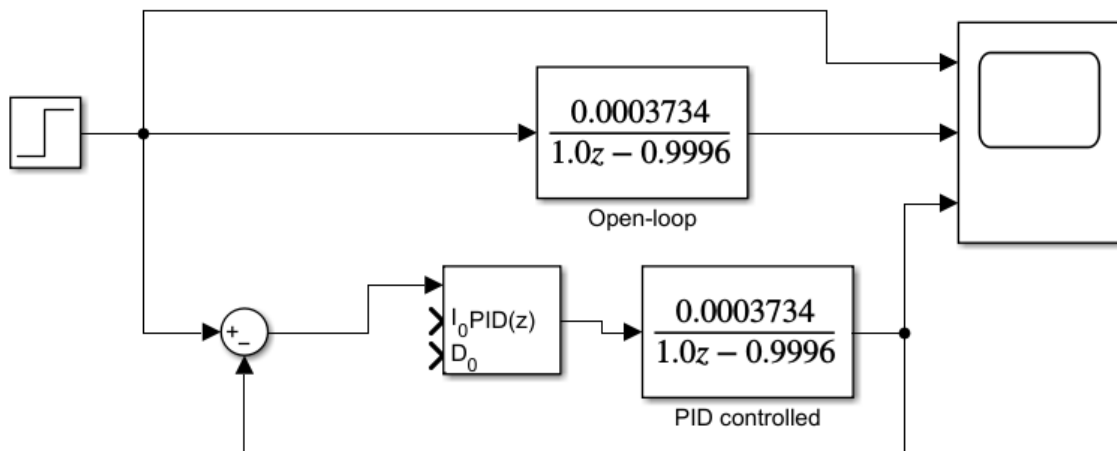 0.0003734
1.0z − 0.9996
Open-loop
+
−
I₀PID(z)
D₀
0.0003734
1.0z − 0.9996
PID controlled